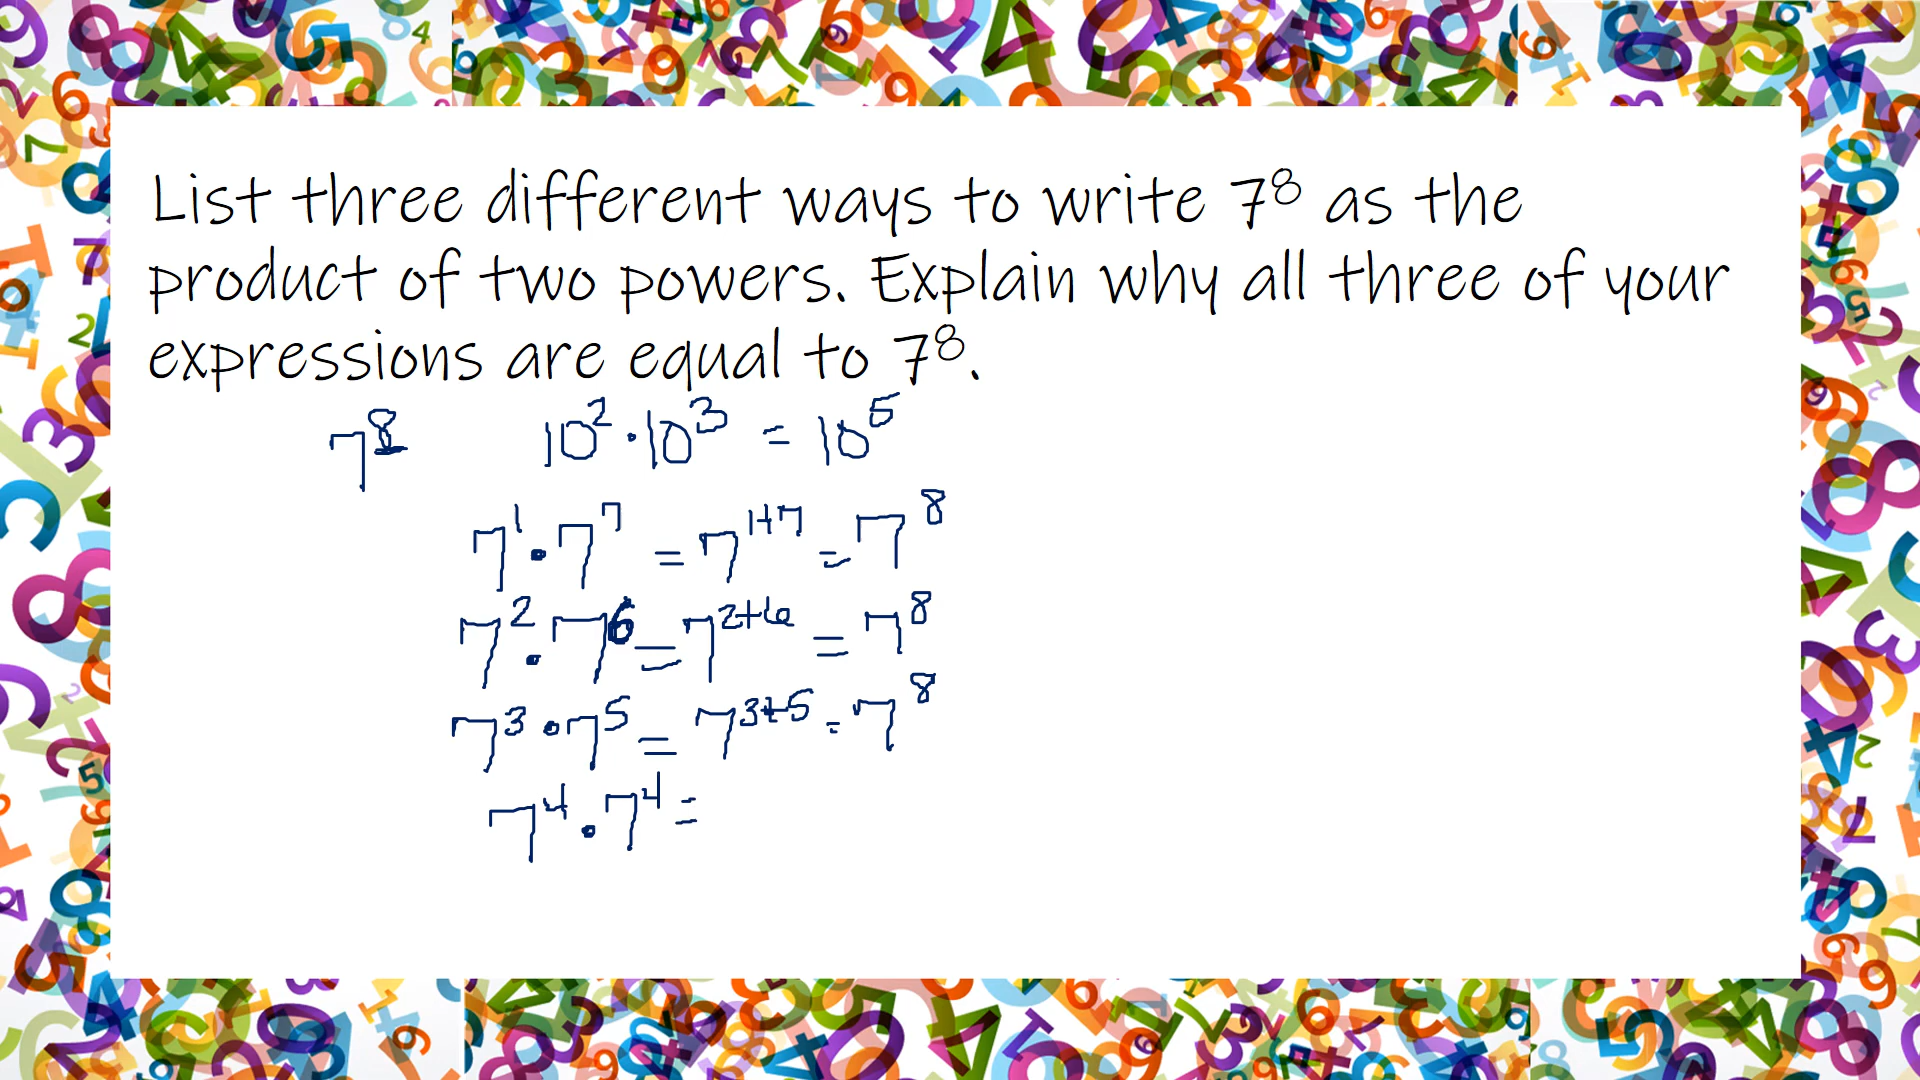 List three different ways to write 7⁸ as the
product of two powers. Explain why all three of your
expressions are equal to 7⁸.
7⁸ 10² · 10³ = 10⁵
7¹ · 7⁷ = 7¹⁺⁷ = 7⁸
7² · 7⁶ = 7²⁺⁶ = 7⁸
7³ · 7⁵ = 7³⁺⁵ = 7⁸
7⁴ · 7⁴ =